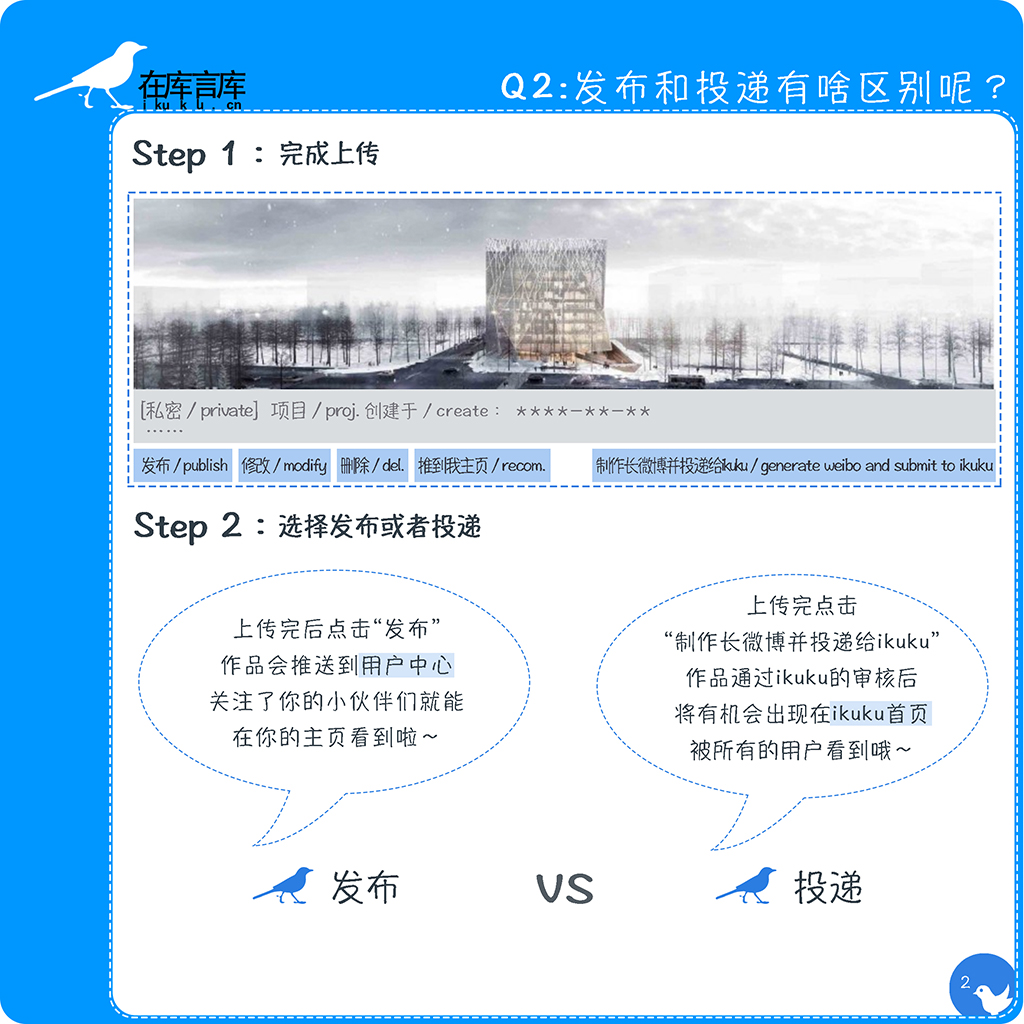 在库言库
ikuku.cn
Q2:发布和投递有啥区别呢？
Step 1：完成上传
[私密/private] 项目/proj. 创建于/create： ****-**-**
......
发布/publish 修改/modify 删除/del. 推到我主页/recom. 制作长微博并投递给ikuku/generate weibo and submit to ikuku
Step 2：选择发布或者投递
上传完后点击“发布”
作品会推送到用户中心
关注了你的小伙伴们就能
在你的主页看到啦～
上传完点击
“制作长微博并投递给ikuku”
作品通过ikuku的审核后
将有机会出现在ikuku首页
被所有的用户看到哦～
发布 VS 投递
2